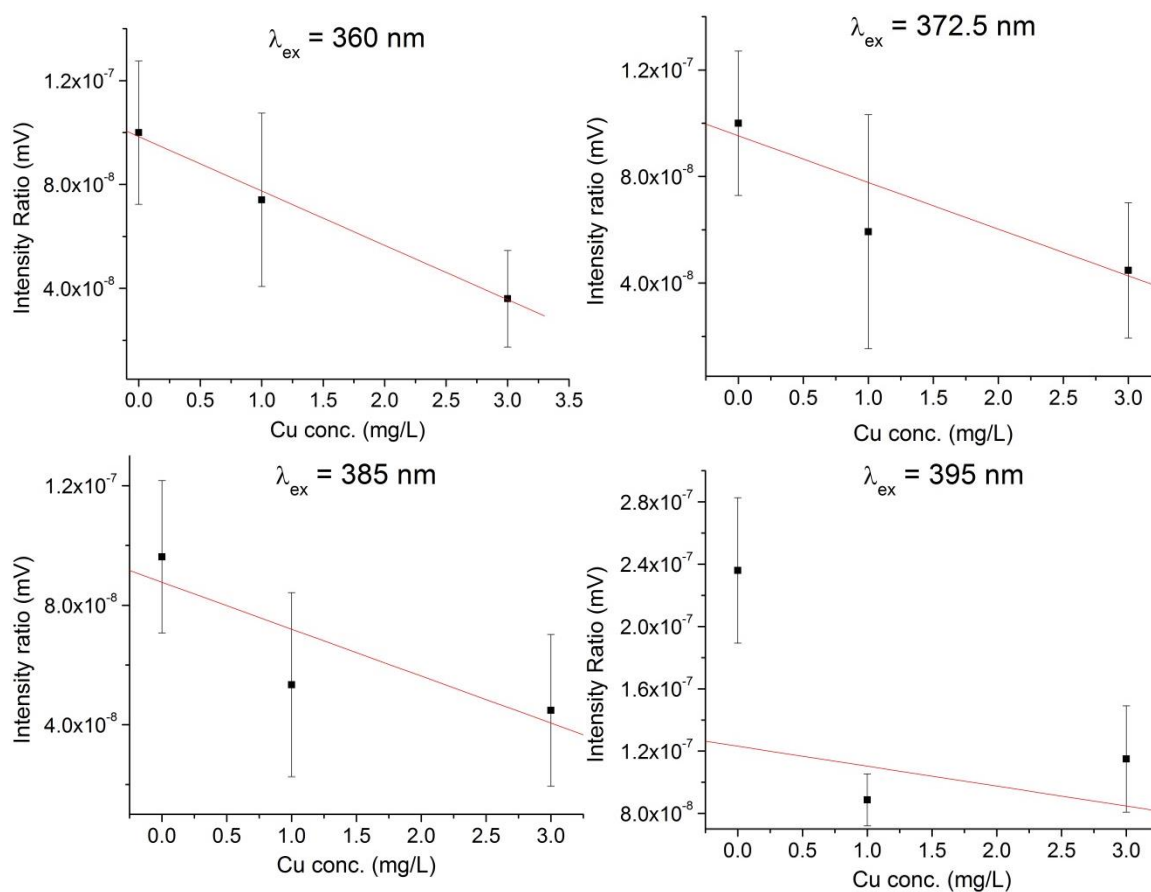 λex = 360 nm
1.2x10-7
8.0x10-8
4.0x10-8
Intensity Ratio (mV)
0.0 0.5 1.0 1.5 2.0 2.5 3.0 3.5
Cu conc. (mg/L)
λex = 372.5 nm
1.2x10-7
8.0x10-8
4.0x10-8
Intensity ratio (mV)
0.0 0.5 1.0 1.5 2.0 2.5 3.0
Cu conc. (mg/L)
λex = 385 nm
1.2x10-7
8.0x10-8
4.0x10-8
Intensity ratio (mV)
0.0 0.5 1.0 1.5 2.0 2.5 3.0
Cu conc. (mg/L)
λex = 395 nm
2.8x10-7
2.4x10-7
2.0x10-7
1.6x10-7
1.2x10-7
8.0x10-8
Intensity Ratio (mV)
0.0 0.5 1.0 1.5 2.0 2.5 3.0
Cu conc. (mg/L)